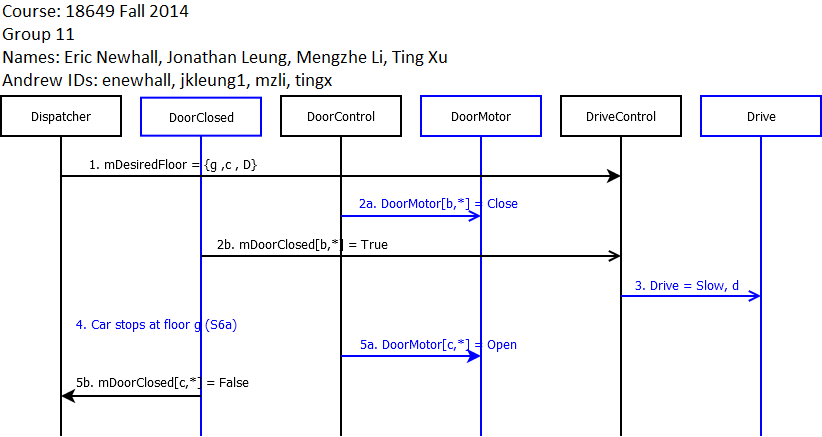 Course: 18649 Fall 2014
Group 11
Names: Eric Newhall, Jonathan Leung, Mengzhe Li, Ting Xu
Andrew IDs: enewhall, jkleung1, mzli, tingx
Dispatcher
DoorClosed
DoorControl
DoorMotor
DriveControl
Drive
1. mDesiredFloor = {g ,c , D}
2a. DoorMotor[b,*] = Close
2b. mDoorClosed[b,*] = True
3. Drive = Slow, d
4. Car stops at floor g (S6a)
5a. DoorMotor[c,*] = Open
5b. mDoorClosed[c,*] = False